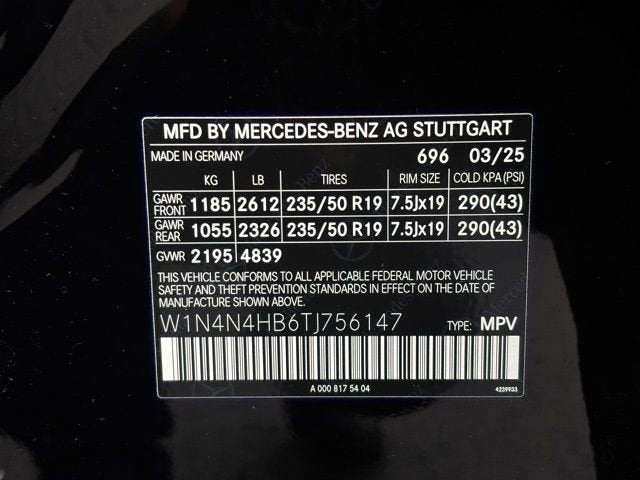 MFD BY MERCEDES-BENZ AG STUTTGART
MADE IN GERMANY 696 03/25
KG LB TIRES RIM SIZE COLD KPA (PSI)
GAWR FRONT 1185 2612 235/50 R19 7.5Jx19 290(43)
GAWR REAR 1055 2326 235/50 R19 7.5Jx19 290(43)
GVWR 2195 4839
THIS VEHICLE CONFORMS TO ALL APPLICABLE FEDERAL MOTOR VEHICLE
SAFETY AND THEFT PREVENTION STANDARDS IN EFFECT ON THE DATE
OF MANUFACTURE SHOWN ABOVE.
W1N4N4HB6TJ756147 TYPE: MPV
A 000 817 54 04 4239933